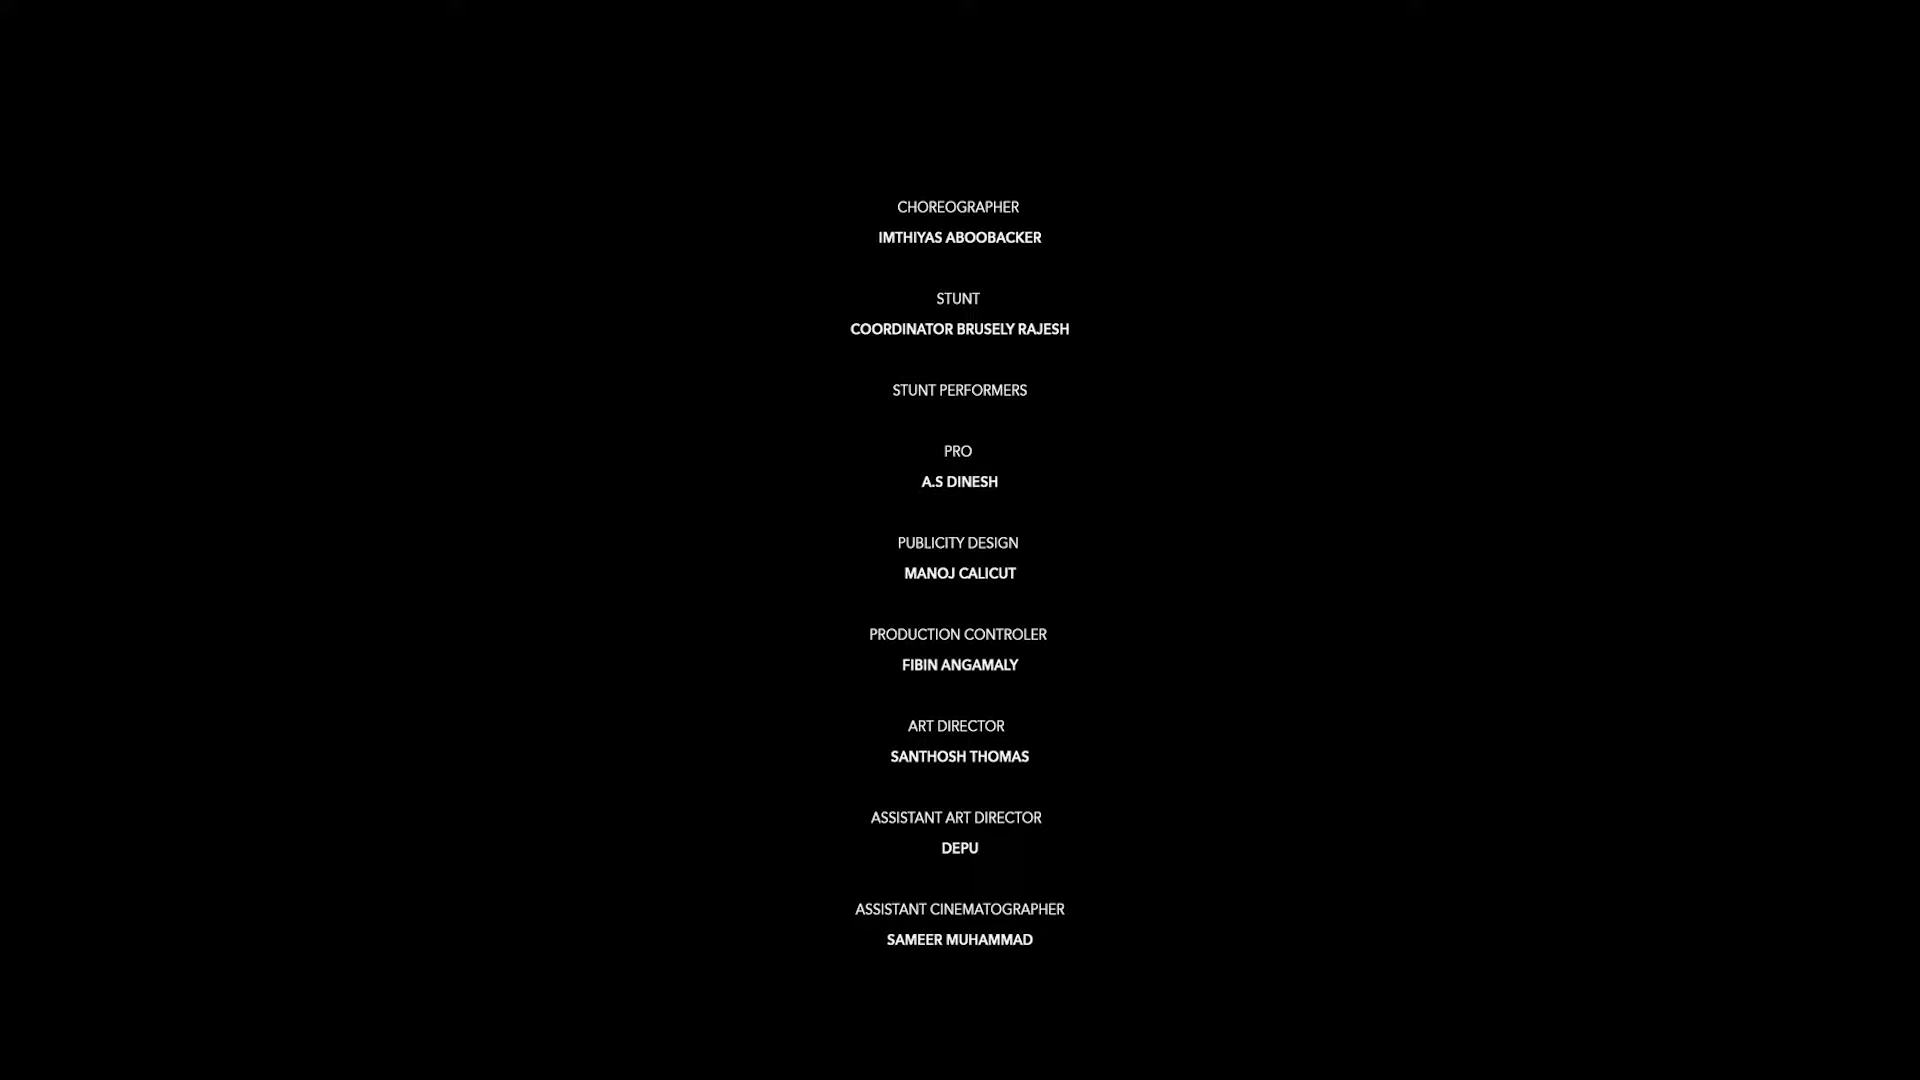 CHOREOGRAPHER
IMTHIYAS ABOOBACKER
STUNT
COORDINATOR BRUSELY RAJESH
STUNT PERFORMERS
PRO
A.S DINESH
PUBLICITY DESIGN
MANOJ CALICUT
PRODUCTION CONTROLER
FIBIN ANGAMALY
ART DIRECTOR
SANTHOSH THOMAS
ASSISTANT ART DIRECTOR
DEPU
ASSISTANT CINEMATOGRAPHER
SAMEER MUHAMMAD